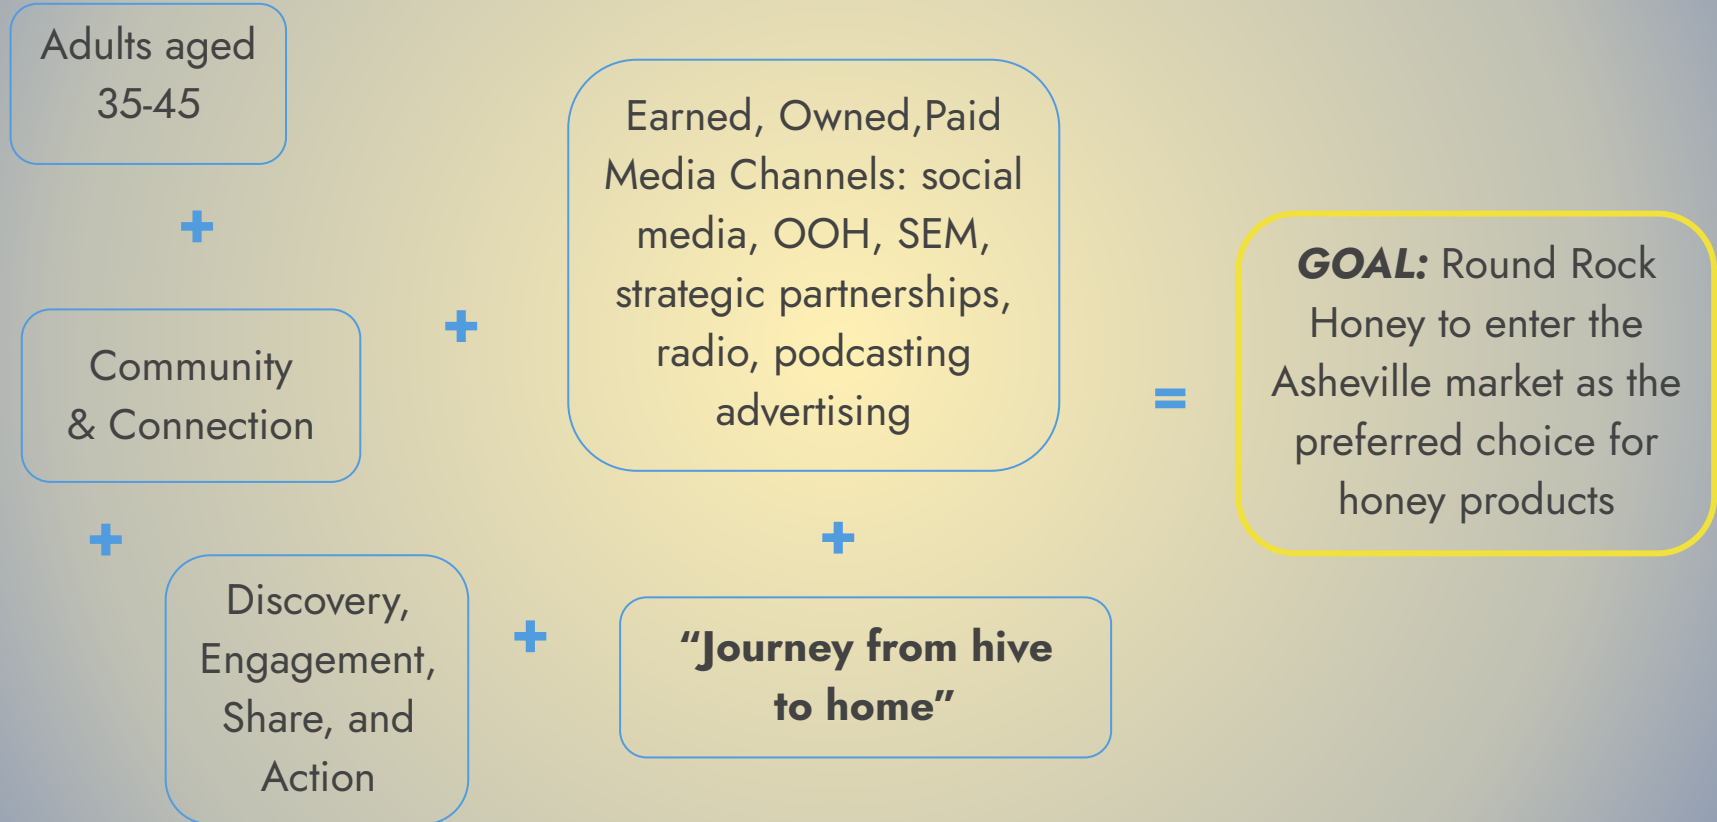 Adults aged
35-45
+
Community
& Connection
+
Discovery,
Engagement,
Share, and
Action
+
+
Earned, Owned,Paid
Media Channels: social
media, OOH, SEM,
strategic partnerships,
radio, podcasting
advertising
+
“Journey from hive
to home”
=
GOAL: Round Rock
Honey to enter the
Asheville market as the
preferred choice for
honey products